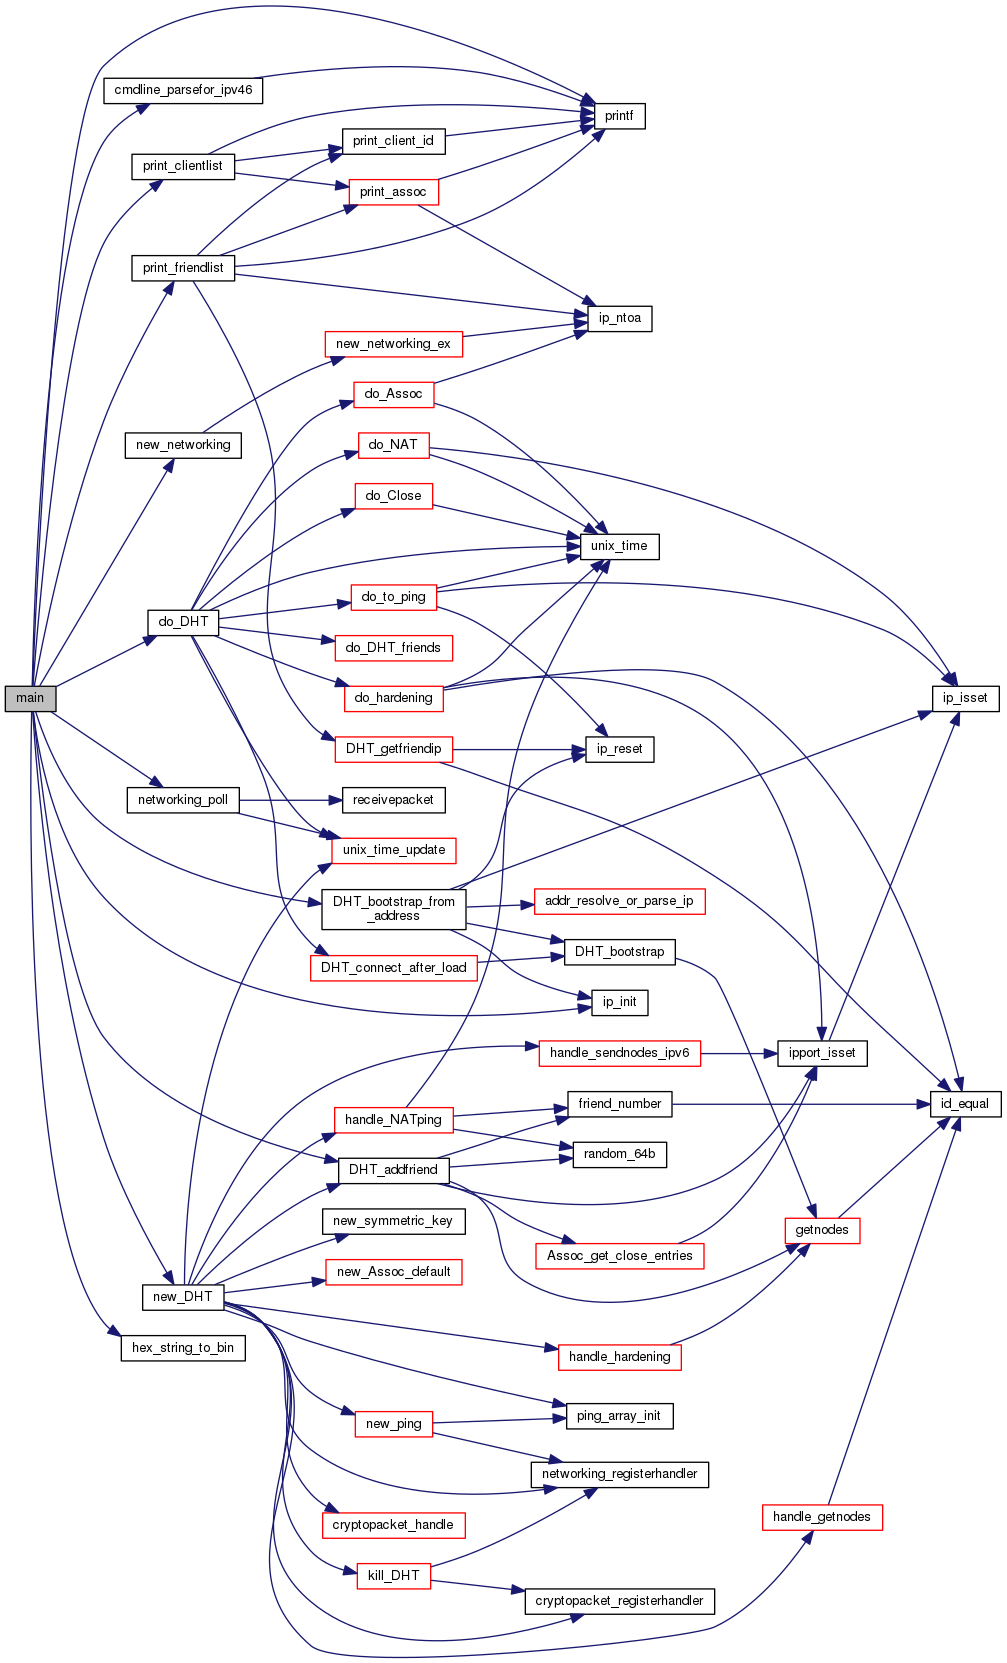 main
cmdline_parsefor_ipv46
printf
print_client_id
print_clientlist
print_assoc
print_friendlist
ip_ntoa
new_networking_ex
do_Assoc
new_networking
do_NAT
do_Close
unix_time
do_to_ping
do_DHT
do_DHT_friends
do_hardening
ip_isset
DHT_getfriendip
ip_reset
networking_poll
receivepacket
unix_time_update
DHT_bootstrap_from
_address
addr_resolve_or_parse_ip
DHT_bootstrap
DHT_connect_after_load
ip_init
handle_sendnodes_ipv6
ipport_isset
friend_number
id_equal
handle_NATping
random_64b
DHT_addfriend
new_symmetric_key
getnodes
Assoc_get_close_entries
new_Assoc_default
new_DHT
hex_string_to_bin
handle_hardening
ping_array_init
new_ping
networking_registerhandler
handle_getnodes
cryptopacket_handle
kill_DHT
cryptopacket_registerhandler